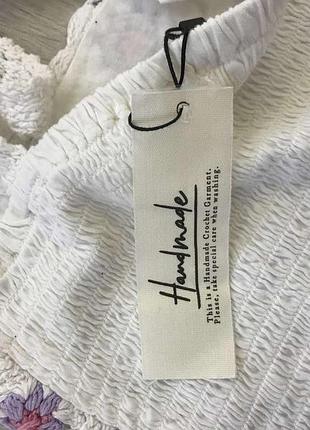 Handmade
This is a Handmade Crochet Garment.
Please, take special care when washing.